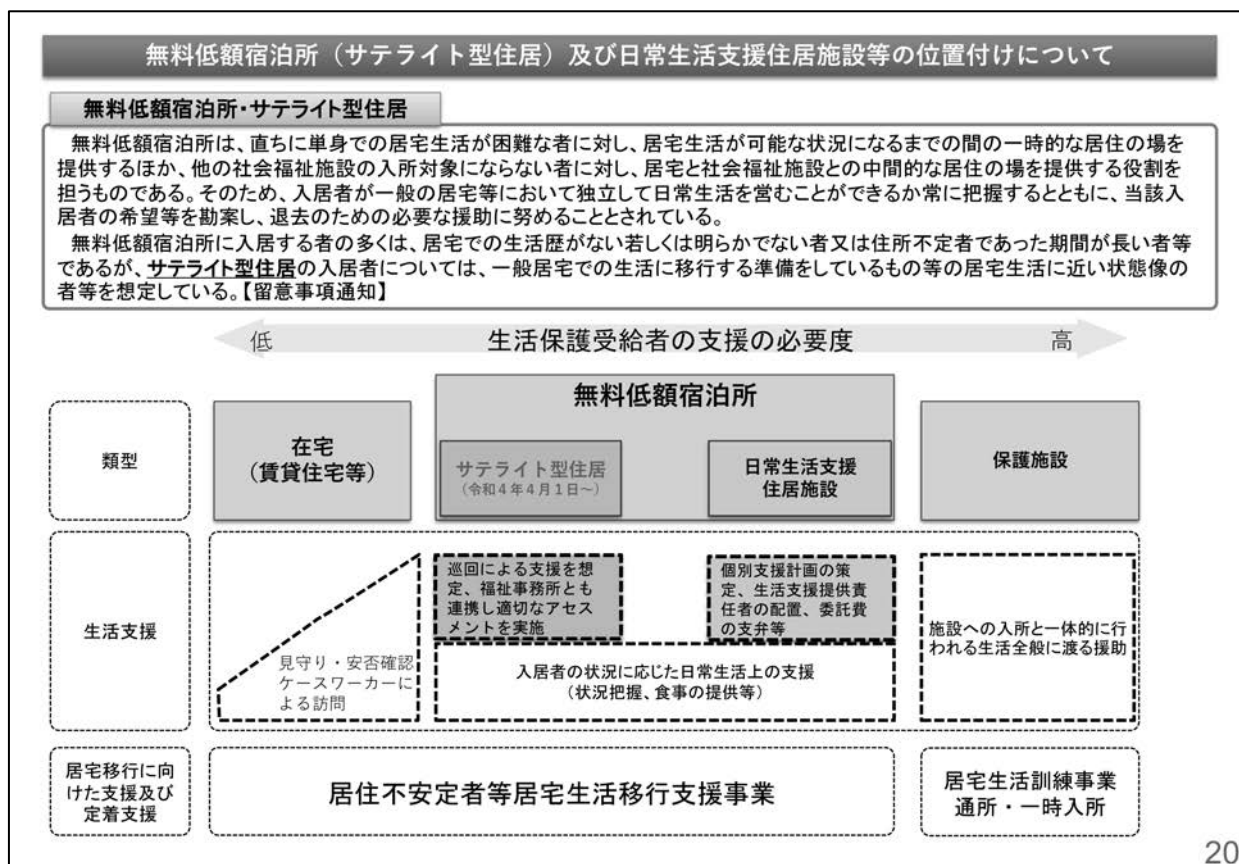 無料低額宿泊所（サテライト型住居）及び日常生活支援住居施設等の位置付けについて
無料低額宿泊所・サテライト型住居
無料低額宿泊所は、直ちに単身での居宅生活が困難な者に対し、居宅生活が可能な状況になるまでの間の一時的な居住の場を
提供するほか、他の社会福祉施設の入所対象にならない者に対し、居宅と社会福祉施設との中間的な居住の場を提供する役割を
担うものである。そのため、入居者が一般の居宅等において独立して日常生活を営むことができるか常に把握するとともに、当該入
居者の希望等を勘案し、退去のための必要な援助に努めることとされている。
無料低額宿泊所に入居する者の多くは、居宅での生活歴がない若しくは明らかでない者又は住所不定者であった期間が長い者等
であるが、サテライト型住居の入居者については、一般居宅での生活に移行する準備をしているもの等の居宅生活に近い状態像の
者等を想定している。【留意事項通知】
低 生活保護受給者の支援の必要度 高
類型
在宅
（賃貸住宅等）
無料低額宿泊所
サテライト型住居
（令和４年４月１日～）
日常生活支援
住居施設
保護施設
生活支援
見守り・安否確認
ケースワーカーに
よる訪問
巡回による支援を想
定、福祉事務所とも
連携し適切なアセス
メントを実施
個別支援計画の策
定、生活支援提供責
任者の配置、委託費
の支弁等
入居者の状況に応じた日常生活上の支援
（状況把握、食事の提供等）
施設への入所と一体的に行
われる生活全般に渡る援助
居宅移行に向
けた支援及び
定着支援
居住不安定者等居宅生活移行支援事業
居宅生活訓練事業
通所・一時入所
20